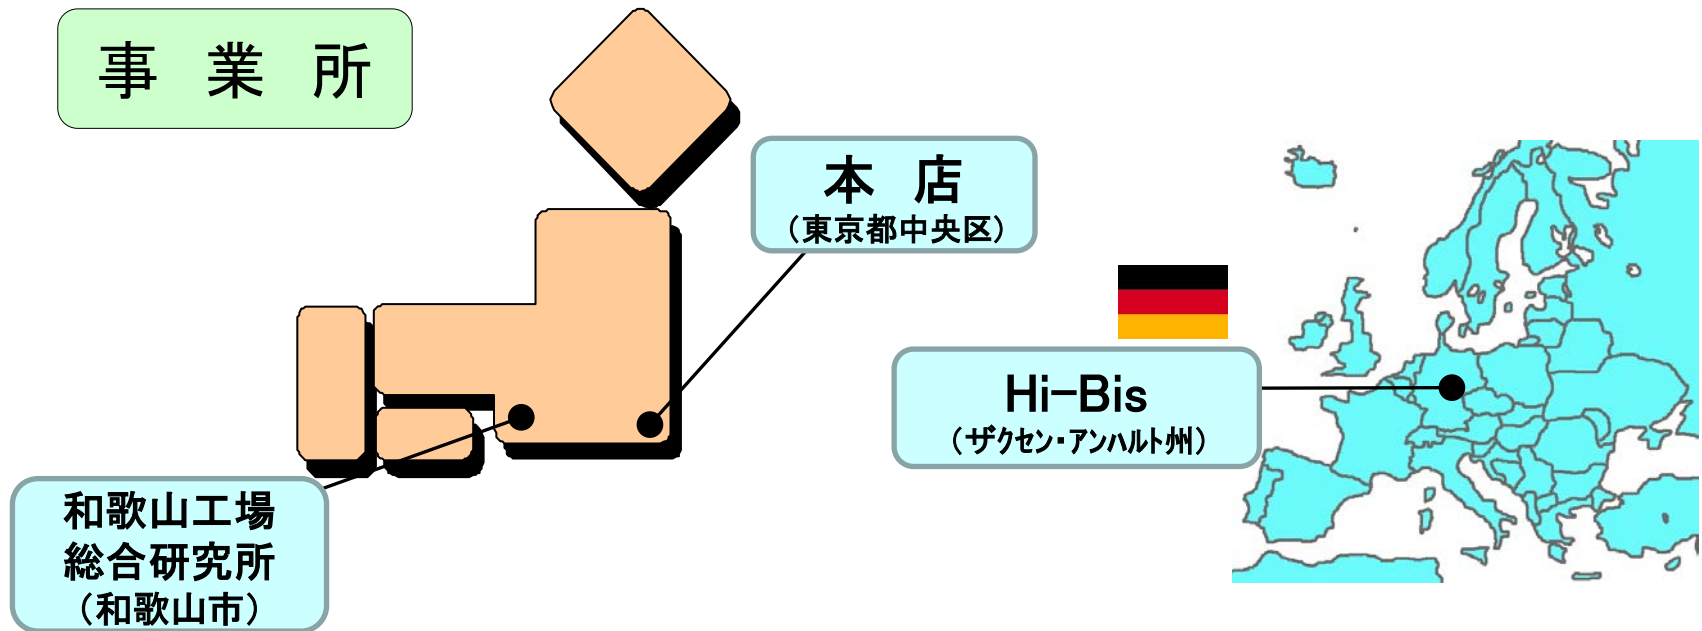 事 業 所
本 店
（東京都中央区）
Hi-Bis
（ザクセン・アンハルト州）
和歌山工場
総合研究所
（和歌山市）